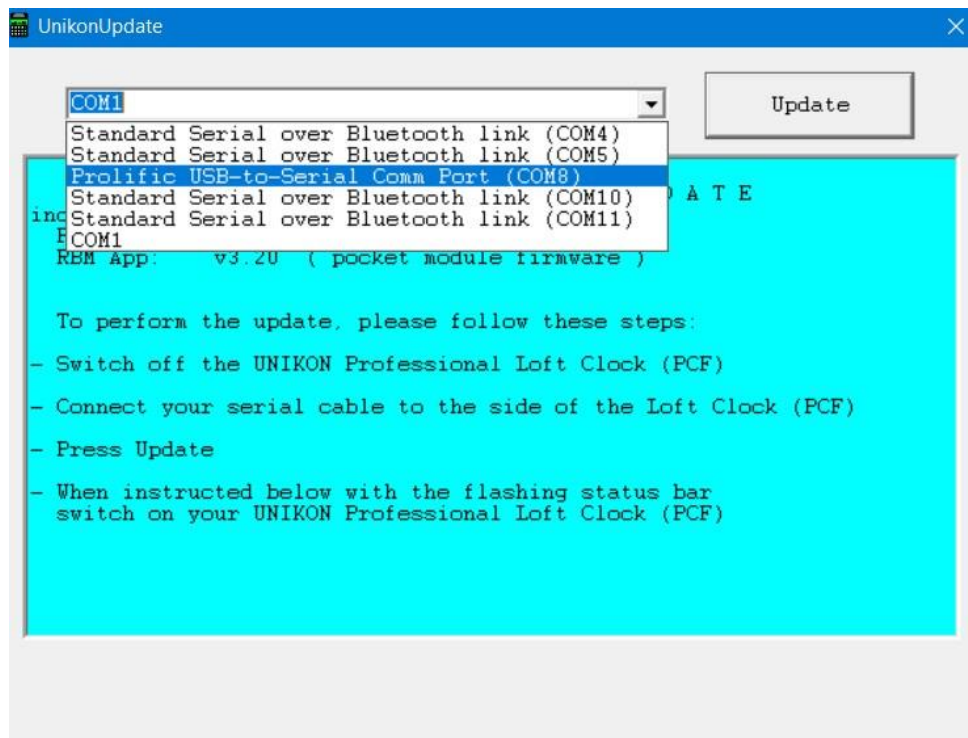 UnikonUpdate
COM1
Update
Standard Serial over Bluetooth link (COM4)
Standard Serial over Bluetooth link (COM5)
Prolific USB-to-Serial Comm Port (COM8)
Standard Serial over Bluetooth link (COM10)
Standard Serial over Bluetooth link (COM11)
COM1
A T E
RBM App: v3.20 ( pocket module firmware )
To perform the update, please follow these steps:
- Switch off the UNIKON Professional Loft Clock (PCF)
- Connect your serial cable to the side of the Loft Clock (PCF)
- Press Update
- When instructed below with the flashing status bar
switch on your UNIKON Professional Loft Clock (PCF)